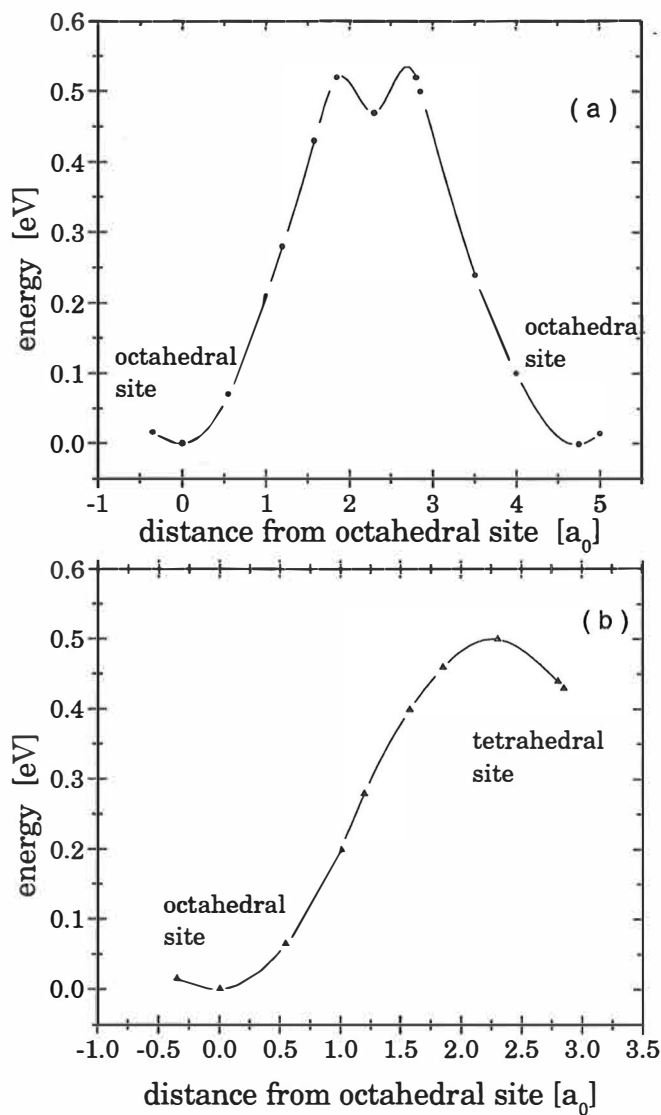 0.6
0.5
0.4
0.3
0.2
0.1
0.0
energy [eV]
(a)
octahedral
site
octahedral
site
-1 0 1 2 3 4 5
distance from octahedral site [a₀]
0.6
0.5
0.4
0.3
0.2
0.1
0.0
energy [eV]
(b)
tetrahedral
site
octahedral
site
-1.0 -0.5 0.0 0.5 1.0 1.5 2.0 2.5 3.0 3.5
distance from octahedral site [a₀]